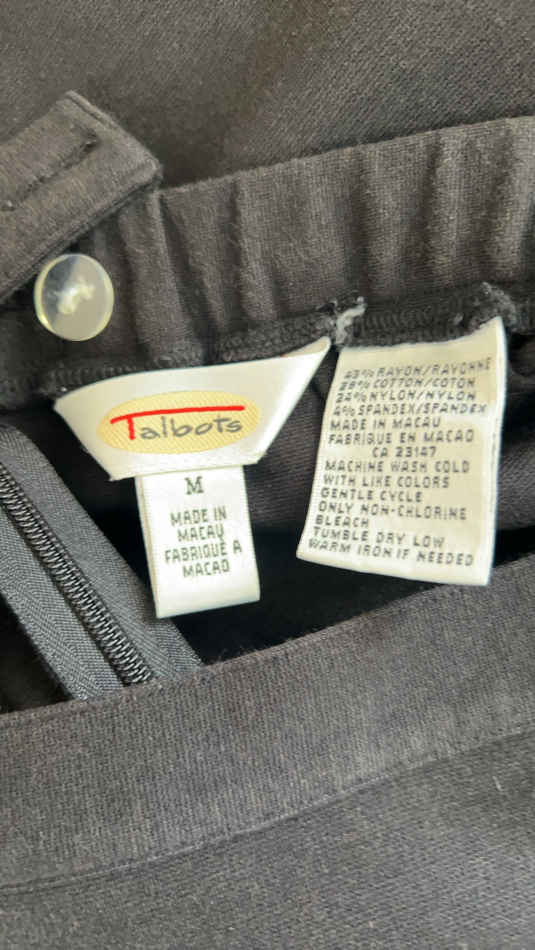 Talbots
M
MADE IN
MACAU
FABRIQUÉ A
MACAO
43% RAYON/RAYONNE
29% COTTON/COTON
24% NYLON/NYLON
4% SPANDEX/SPANDEX
MADE IN MACAU
FABRIQUE EN MACAO
CA 23147
MACHINE WASH COLD
WITH LIKE COLORS
GENTLE CYCLE
ONLY NON-CHLORINE
BLEACH
TUMBLE DRY LOW
WARM IRON IF NEEDED